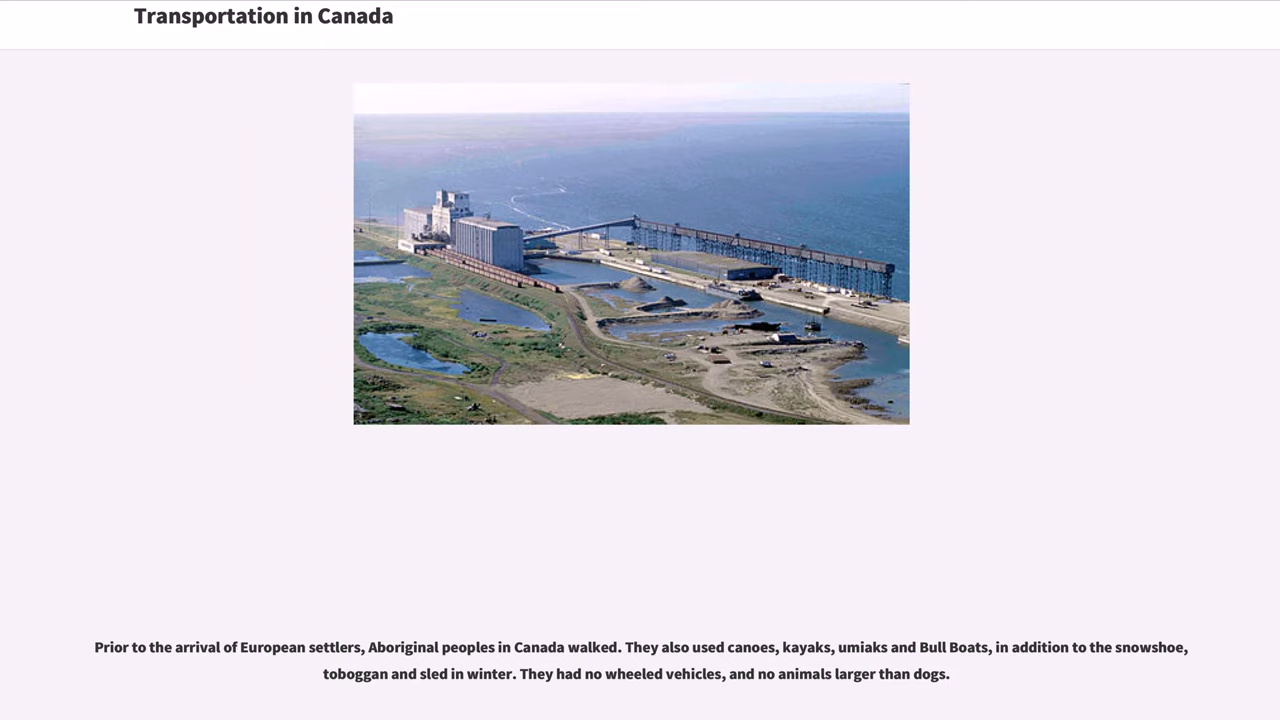 Transportation in Canada
Prior to the arrival of European settlers, Aboriginal peoples in Canada walked. They also used canoes, kayaks, umiaks and Bull Boats, in addition to the snowshoe,
toboggan and sled in winter. They had no wheeled vehicles, and no animals larger than dogs.